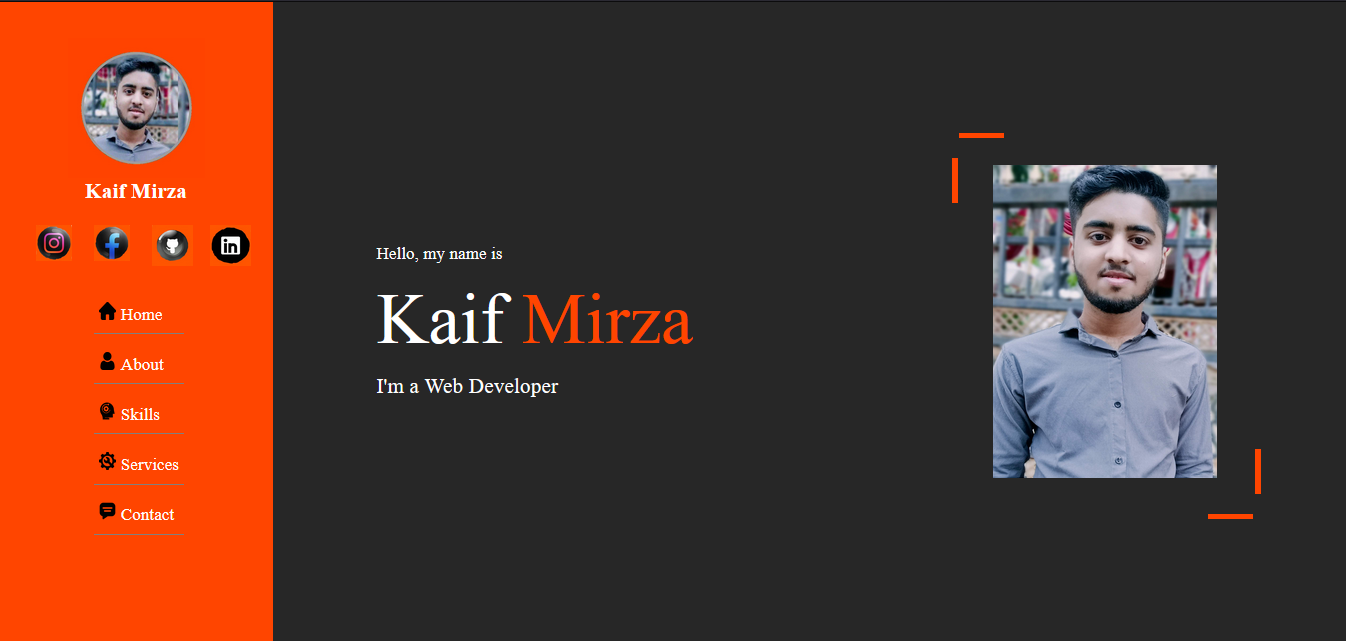 Kaif Mirza
Home
About
Skills
Services
Contact
Hello, my name is
Kaif Mirza
I'm a Web Developer